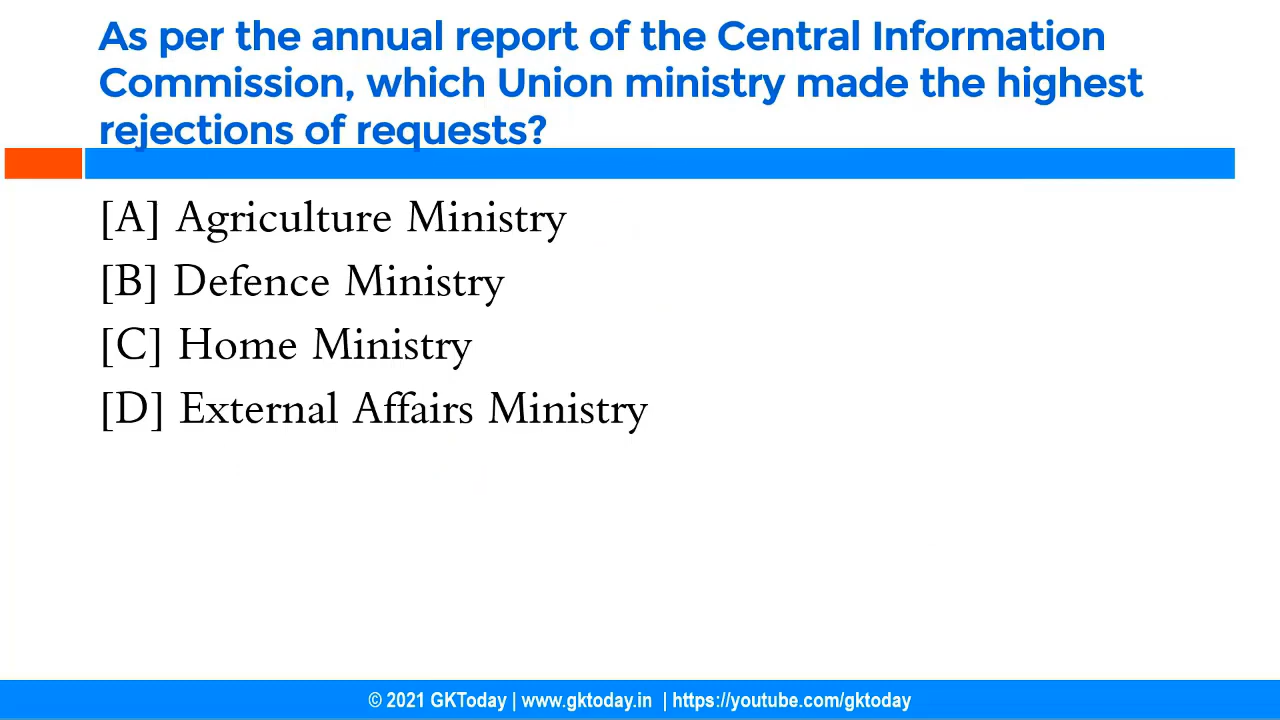 As per the annual report of the Central Information
Commission, which Union ministry made the highest
rejections of requests?
[A] Agriculture Ministry
[B] Defence Ministry
[C] Home Ministry
[D] External Affairs Ministry
© 2021 GKToday | www.gktoday.in | https://youtube.com/gktoday